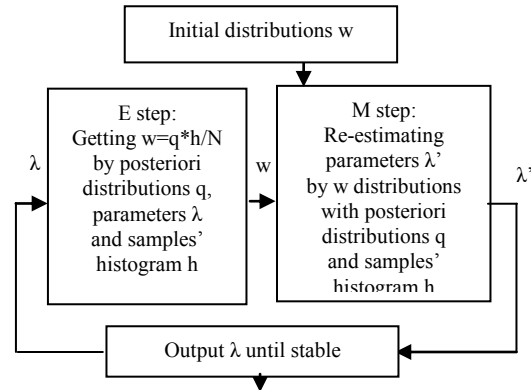 Initial distributions w
E step:
Getting w=q*h/N
by posteriori
distributions q,
parameters λ
and samples’
histogram h
M step:
Re-estimating
parameters λ’
by w distributions
with posteriori
distributions q
and samples’
histogram h
λ
w
λ’
Output λ until stable